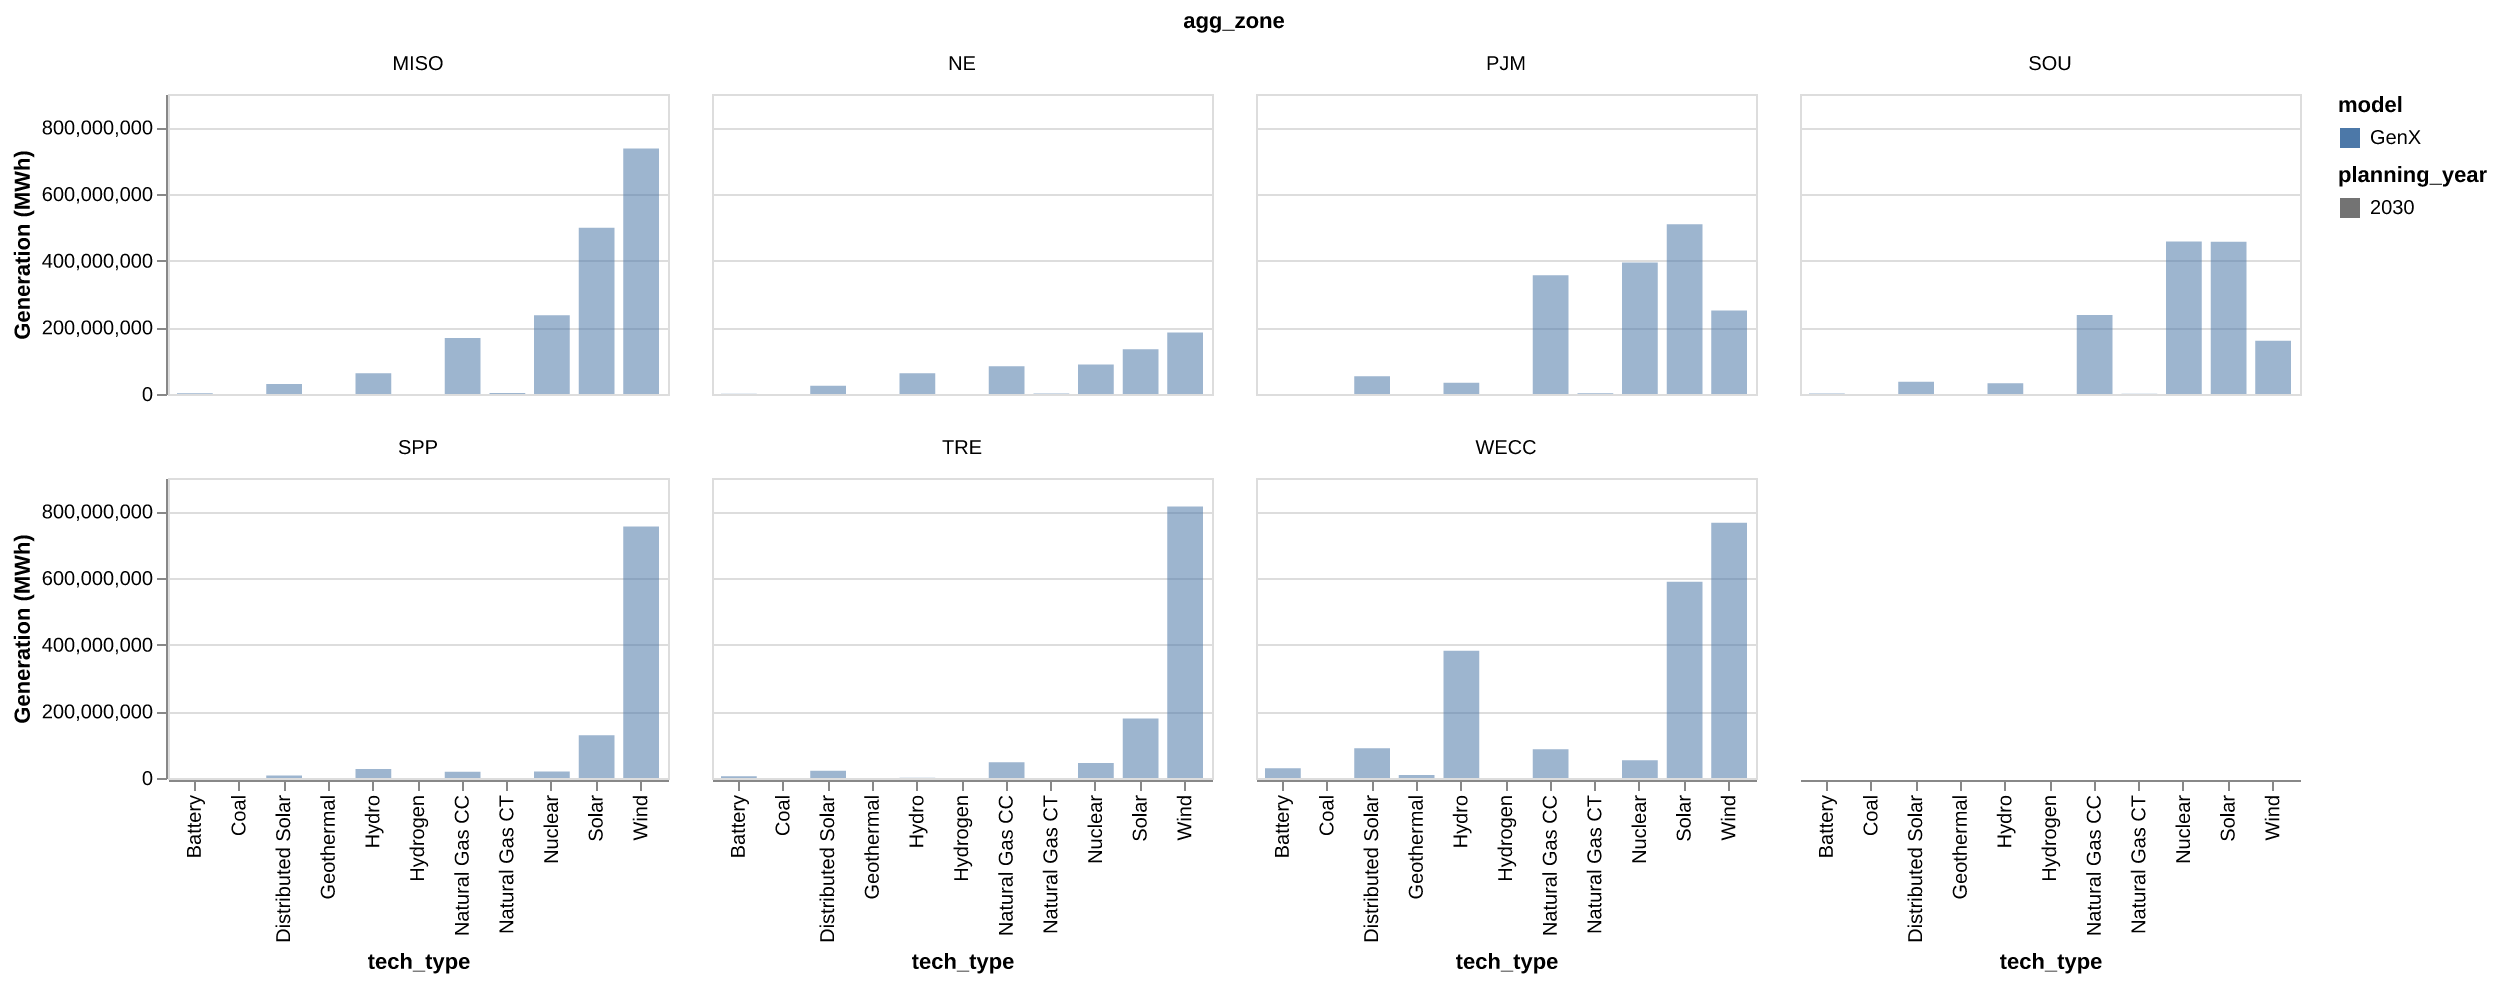 agg_zone
MISO
NE
PJM
SOU
Generation (MWh)
800,000,000
600,000,000
400,000,000
200,000,000
0
model
GenX
planning_year
2030
SPP
TRE
WECC
Generation (MWh)
800,000,000
600,000,000
400,000,000
200,000,000
0
Battery
Coal
Distributed Solar
Geothermal
Hydro
Hydrogen
Natural Gas CC
Natural Gas CT
Nuclear
Solar
Wind
tech_type
Battery
Coal
Distributed Solar
Geothermal
Hydro
Hydrogen
Natural Gas CC
Natural Gas CT
Nuclear
Solar
Wind
tech_type
Battery
Coal
Distributed Solar
Geothermal
Hydro
Hydrogen
Natural Gas CC
Natural Gas CT
Nuclear
Solar
Wind
tech_type
Battery
Coal
Distributed Solar
Geothermal
Hydro
Hydrogen
Natural Gas CC
Natural Gas CT
Nuclear
Solar
Wind
tech_type